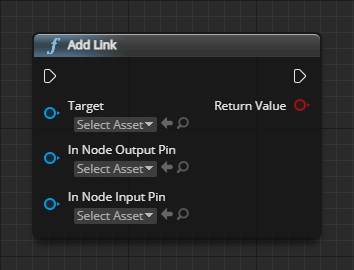 f Add Link
Target Return Value
Select Asset
In Node Output Pin
Select Asset
In Node Input Pin
Select Asset